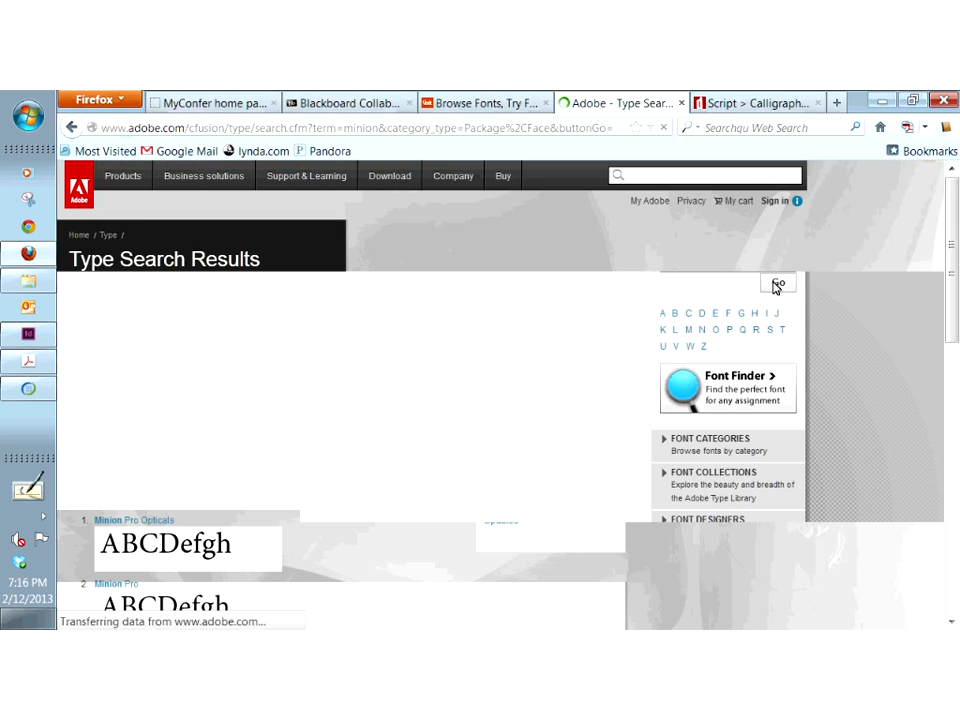 Firefox
MyConfer home pa...
Blackboard Collab...
Browse Fonts, Try F...
Adobe - Type Sear...
Script > Calligraph...
www.adobe.com/cfusion/type/search.cfm?term=minion&category_type=Package%2CFace&buttonGo=
Searchqu Web Search
Most Visited Google Mail lynda.com Pandora
Bookmarks
Adobe
Products Business solutions Support & Learning Download Company Buy
My Adobe Privacy My cart Sign in
Home / Type /
Type Search Results
Go
A B C D E F G H I J
K L M N O P Q R S T
U V W Z
Font Finder >
Find the perfect font
for any assignment
FONT CATEGORIES
Browse fonts by category
FONT COLLECTIONS
Explore the beauty and breadth of
the Adobe Type Library
FONT DESIGNERS
1. Minion Pro Opticals
ABCDefgh
2. Minion Pro
ABCDefgh
Transferring data from www.adobe.com...
7:16 PM
2/12/2013